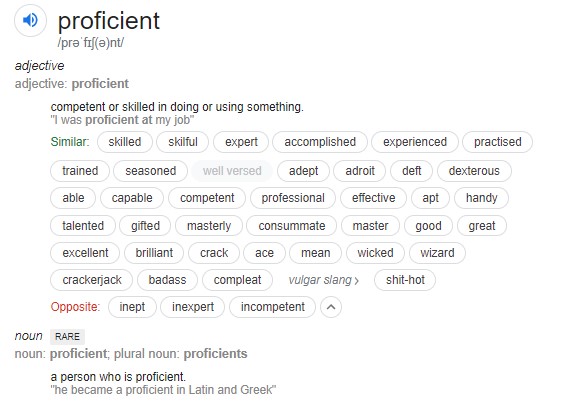 proficient
/prəˈfɪʃ(ə)nt/
adjective
adjective: proficient
competent or skilled in doing or using something.
"I was proficient at my job"
Similar: skilled skilful expert accomplished experienced practised
trained seasoned well versed adept adroit deft dexterous
able capable competent professional effective apt handy
talented gifted masterly consummate master good great
excellent brilliant crack ace mean wicked wizard
crackerjack badass compleat vulgar slang shit-hot
Opposite: inept inexpert incompetent
noun RARE
noun: proficient; plural noun: proficients
a person who is proficient.
"he became a proficient in Latin and Greek"